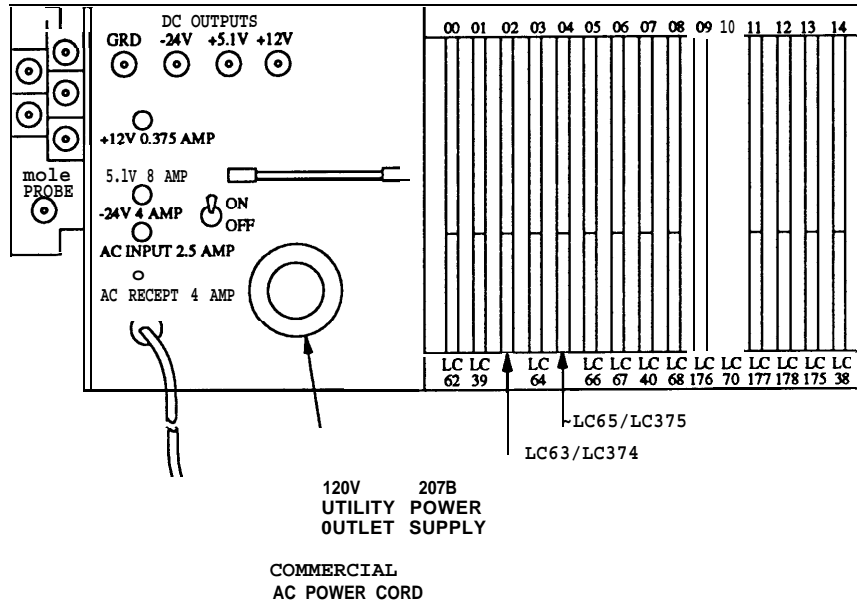 DC OUTPUTS
GRD -24V +5.1V +12V
+12V 0.375 AMP
mole
PROBE
5.1V 8 AMP
-24V 4 AMP
ON
OFF
AC INPUT 2.5 AMP
AC RECEPT 4 AMP
00 01 02 03 04 05 06 07 08 09 10 11 12 13 14
LC LC LC LC LC LC LC LC LC LC LC LC LC
62 39 64 66 67 40 68 176 70 177 178 175 38
~LC65/LC375
LC63/LC374
120V 207B
UTILITY POWER
0UTLET SUPPLY
COMMERCIAL
AC POWER CORD